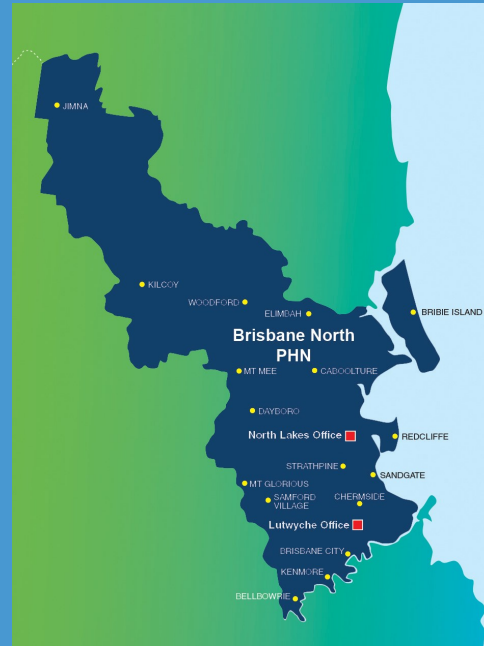 JIMNA
KILCOY
WOODFORD
ELIMBAH
BRIBIE ISLAND
Brisbane North
PHN
MT MEE
CABOOLTURE
DAYBORO
North Lakes Office
REDCLIFFE
STRATHPINE
SANDGATE
MT GLORIOUS
SAMFORD
VILLAGE
CHERMSIDE
Lutwyche Office
BRISBANE CITY
KENMORE
BELLBOWRIE